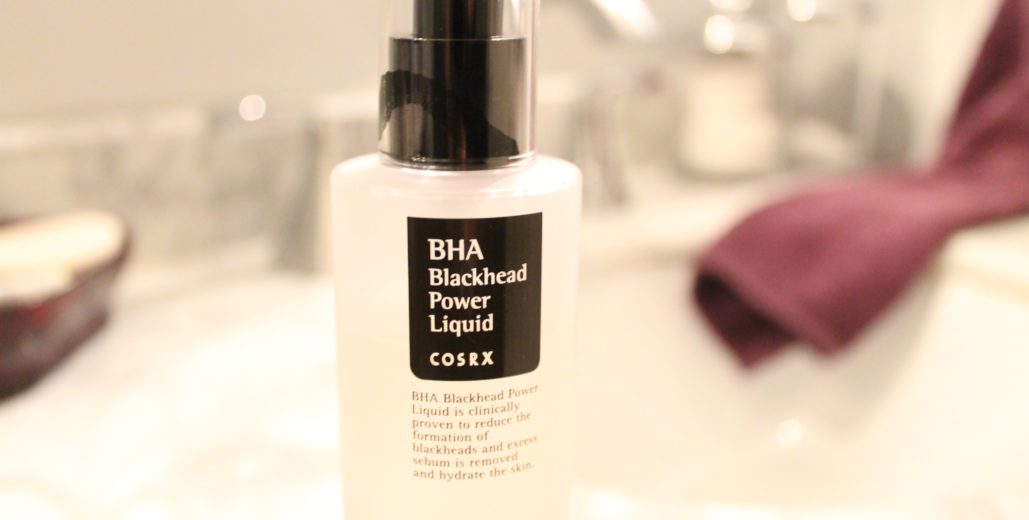 BHA
Blackhead
Power
Liquid
COSRX
BHA Blackhead Power
Liquid is clinically
proven to reduce the
formation of
blackheads and excess
sebum is removed
and hydrate the skin.